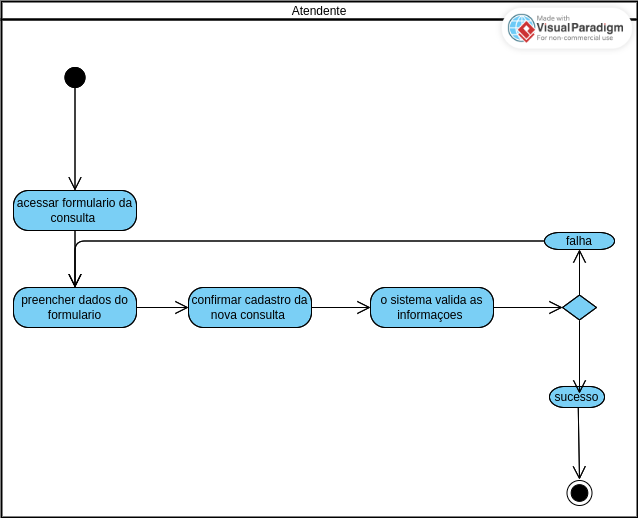 Atendente
Made with
Visual Paradigm
For non-commercial use
acessar formulario da
consulta
falha
preencher dados do
formulario
confirmar cadastro da
nova consulta
o sistema valida as
informaçoes
sucesso